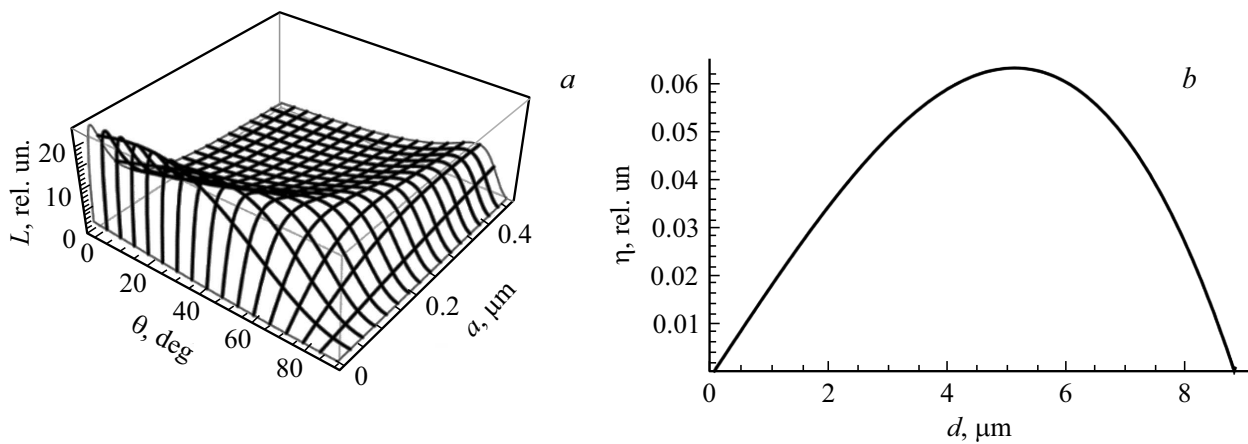 a
20
10
0
L, rel. un.
0
20
40
60
80
θ, deg
0
0.2
0.4
a, μm
b
0.06
0.05
0.04
0.03
0.02
0.01
η, rel. un
0 2 4 6 8
d, μm